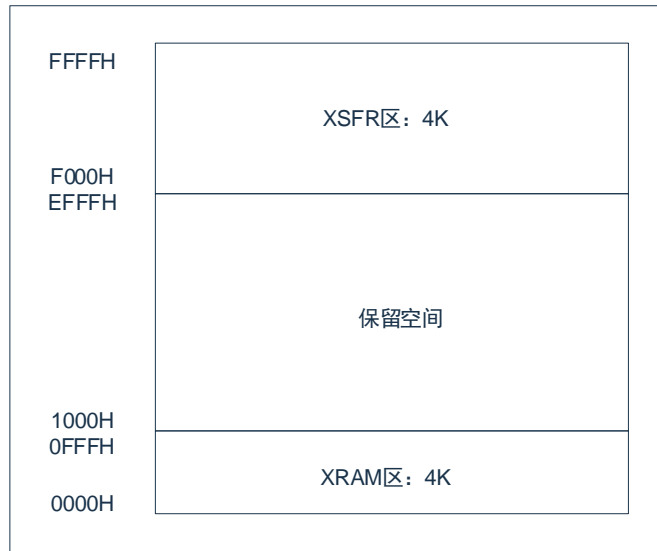 FFFFH
XSFR区：4K
F000H
EFFFH
保留空间
1000H
0FFFH
XRAM区：4K
0000H